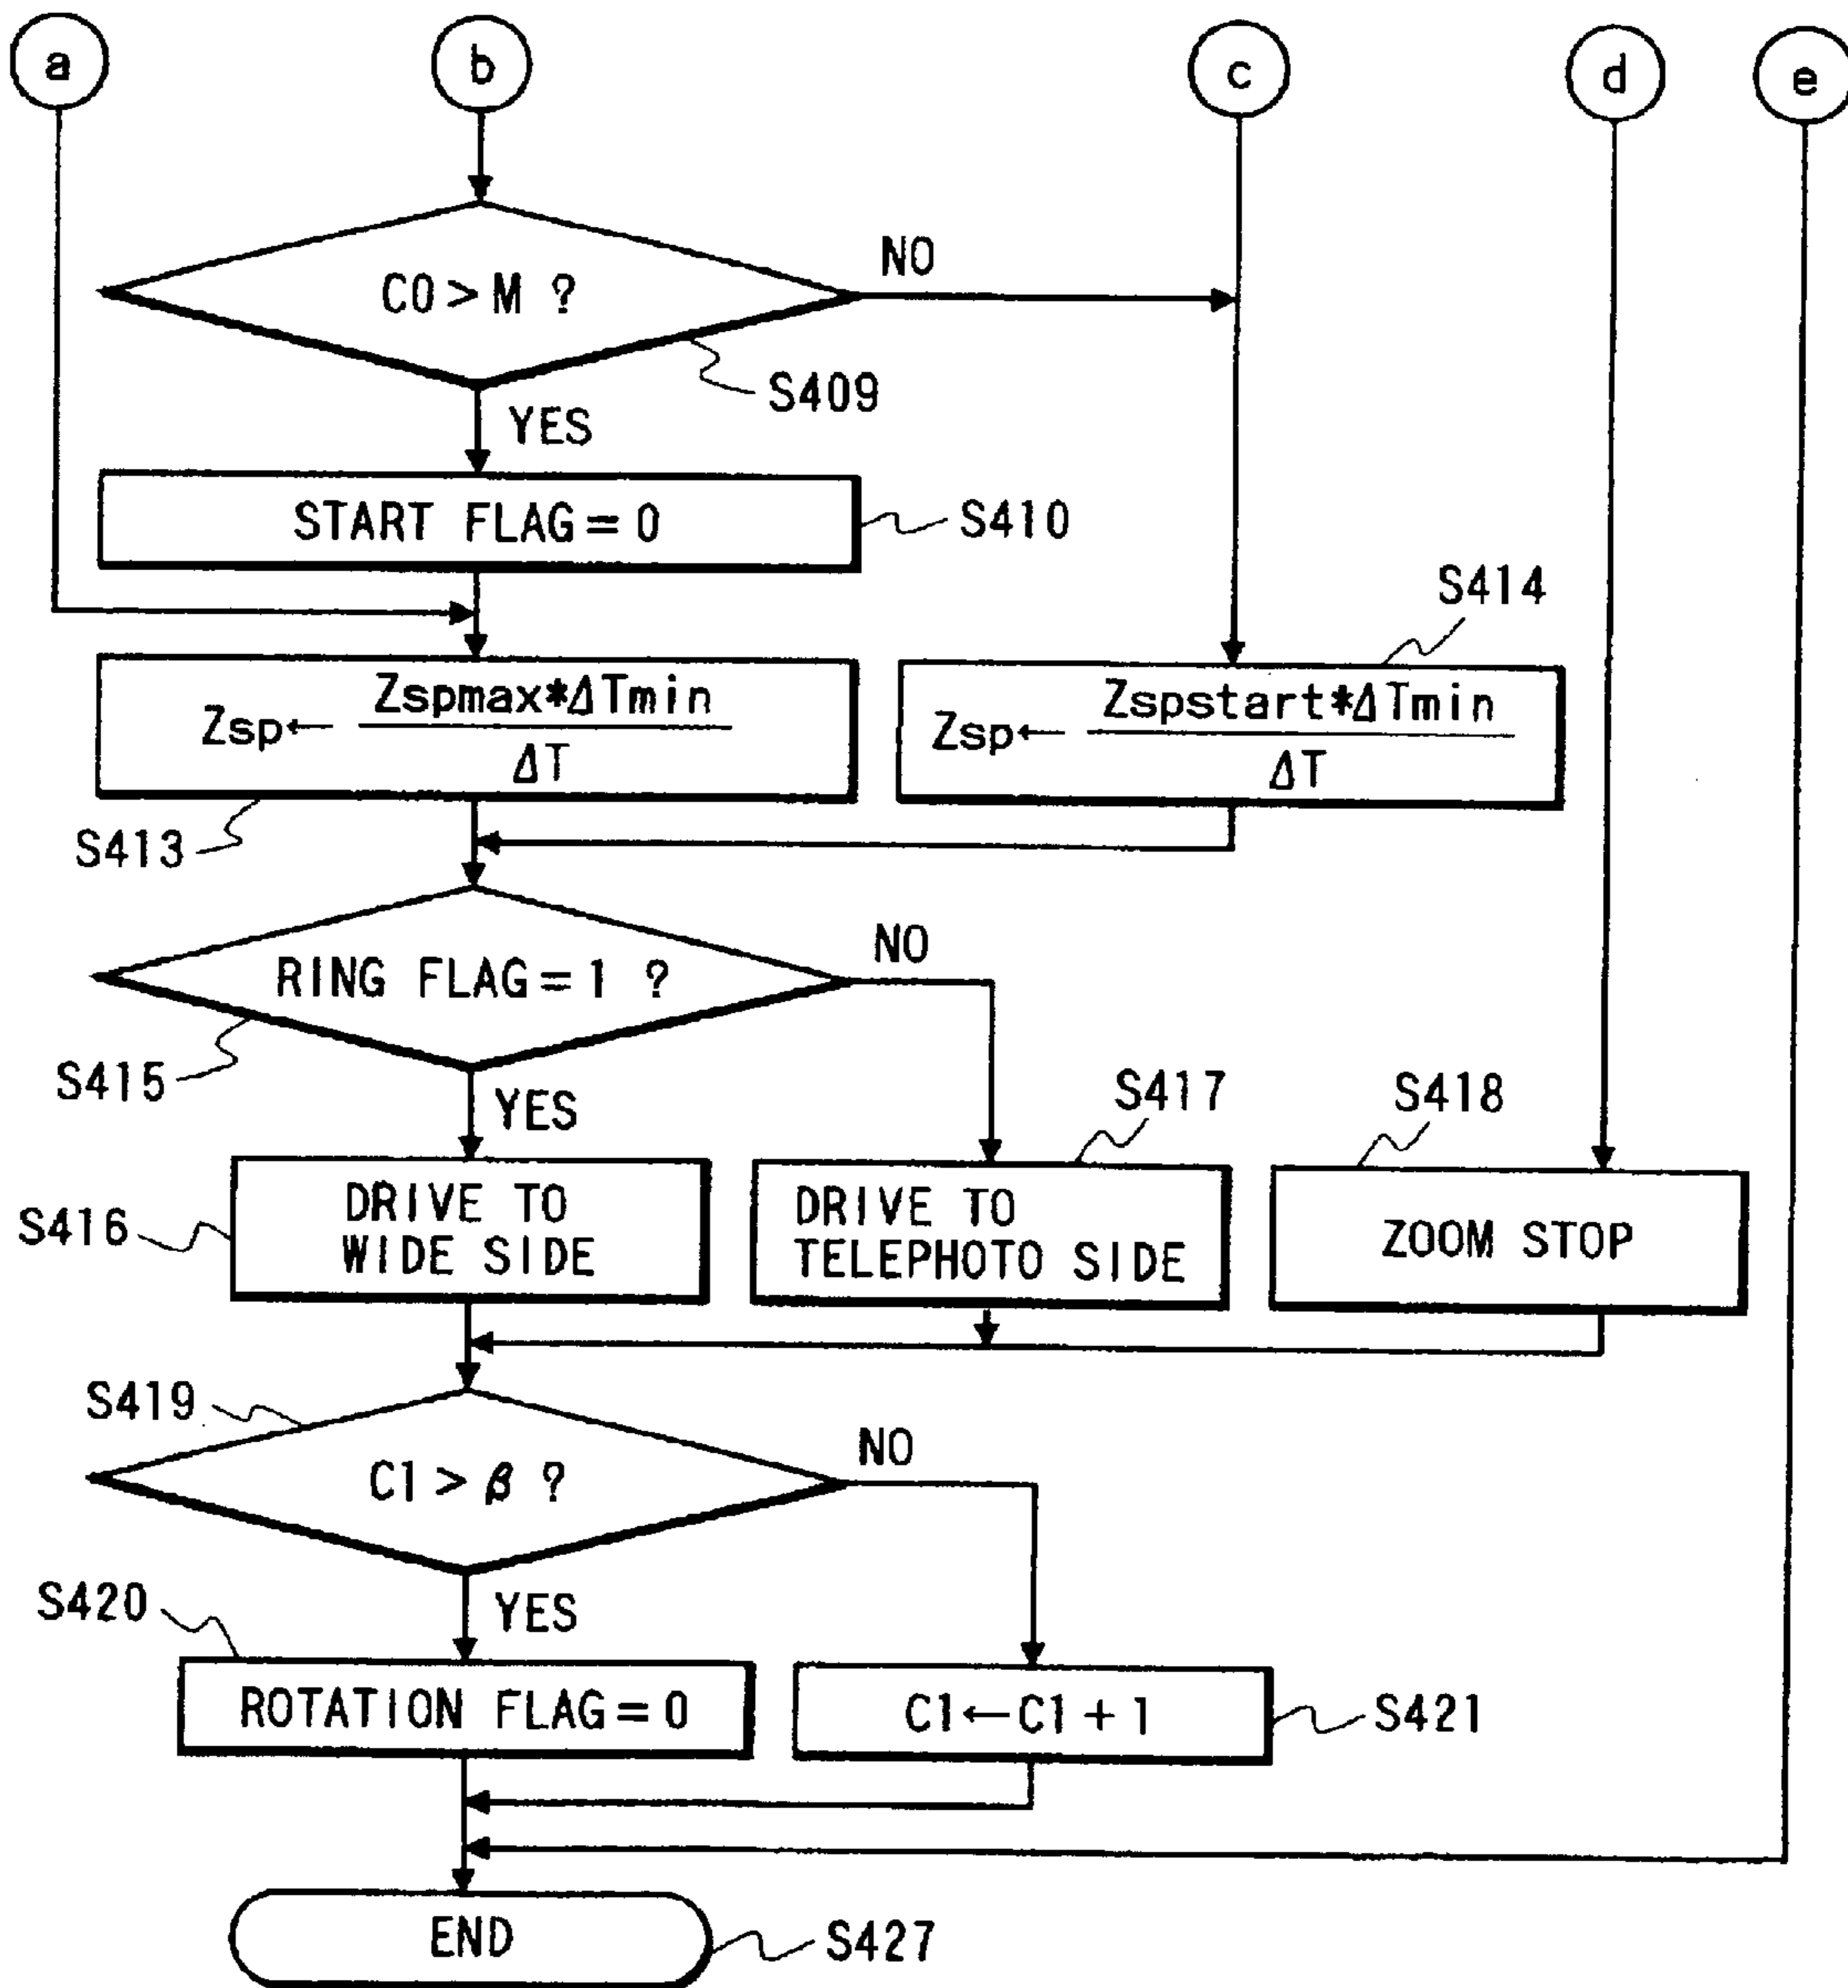 a
b
c
d
e
C0 > M ?
NO
S409
YES
START FLAG = 0
S410
S414
Zsp ← Zspmax*ΔTmin
ΔT
Zsp ← Zspstart*ΔTmin
ΔT
S413
RING FLAG = 1 ?
NO
S415
YES
S417
S418
S416
DRIVE TO
WIDE SIDE
DRIVE TO
TELEPHOTO SIDE
ZOOM STOP
S419
C1 > β ?
NO
S420
YES
ROTATION FLAG = 0
C1 ← C1 + 1
S421
END
S427